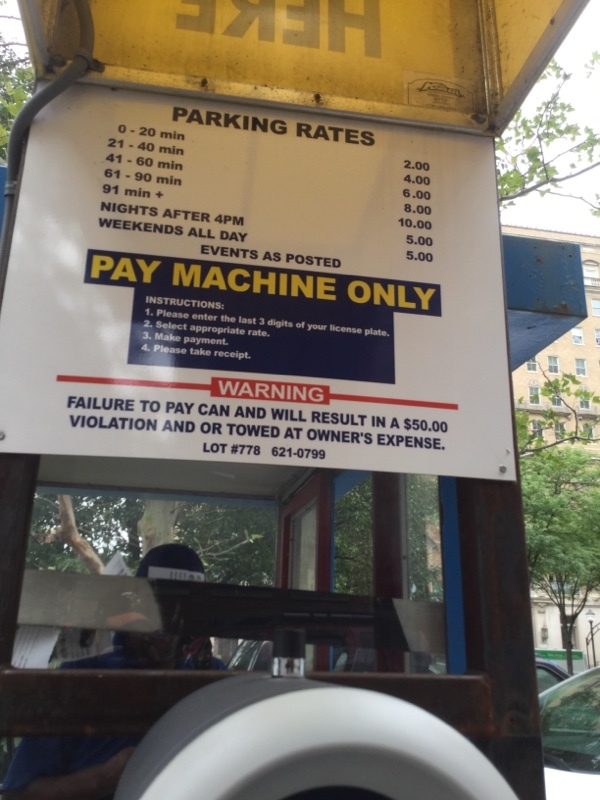 HERE
PARKING RATES
0 - 20 min 2.00
21 - 40 min 4.00
41 - 60 min 6.00
61 - 90 min 8.00
91 min + 10.00
NIGHTS AFTER 4PM 5.00
WEEKENDS ALL DAY 5.00
EVENTS AS POSTED
PAY MACHINE ONLY
INSTRUCTIONS:
1. Please enter the last 3 digits of your license plate.
2. Select appropriate rate.
3. Make payment.
4. Please take receipt.
WARNING
FAILURE TO PAY CAN AND WILL RESULT IN A $50.00
VIOLATION AND OR TOWED AT OWNER'S EXPENSE.
LOT #778 621-0799